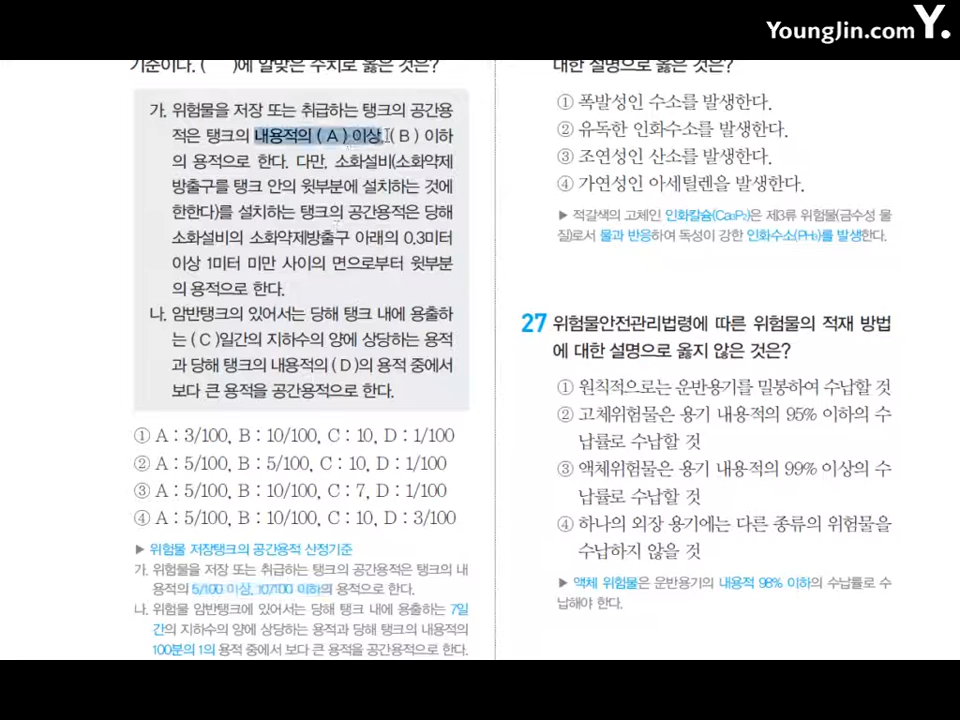 YoungJin.com Y.
기준이다. ( )에 알맞은 수치로 옳은 것은?
가. 위험물을 저장 또는 취급하는 탱크의 공간용
적은 탱크의 내용적의 ( A ) 이상 ( B ) 이하
의 용적으로 한다. 다만, 소화설비(소화약제
방출구를 탱크 안의 윗부분에 설치하는 것에
한한다)를 설치하는 탱크의 공간용적은 당해
소화설비의 소화약제방출구 아래의 0.3미터
이상 1미터 미만 사이의 면으로부터 윗부분
의 용적으로 한다.
나. 암반탱크의 있어서는 당해 탱크 내에 용출하
는 ( C )일간의 지하수의 양에 상당하는 용적
과 당해 탱크의 내용적의 ( D )의 용적 중에서
보다 큰 용적을 공간용적으로 한다.
① A : 3/100, B : 10/100, C : 10, D : 1/100
② A : 5/100, B : 5/100, C : 10, D : 1/100
③ A : 5/100, B : 10/100, C : 7, D : 1/100
④ A : 5/100, B : 10/100, C : 10, D : 3/100
▶ 위험물 저장탱크의 공간용적 산정기준
가. 위험물을 저장 또는 취급하는 탱크의 공간용적은 탱크의 내
용적의 5/100 이상, 10/100 이하의 용적으로 한다.
나. 위험물 암반탱크에 있어서는 당해 탱크 내에 용출하는 7일
간의 지하수의 양에 상당하는 용적과 당해 탱크의 내용적의
100분의 1의 용적 중에서 보다 큰 용적을 공간용적으로 한다.
대한 설명으로 옳은 것은?
① 폭발성인 수소를 발생한다.
② 유독한 인화수소를 발생한다.
③ 조연성인 산소를 발생한다.
④ 가연성인 아세틸렌을 발생한다.
▶ 적갈색의 고체인 인화칼슘(Ca₃P₂)은 제3류 위험물(금수성 물
질)로서 물과 반응하여 독성이 강한 인화수소(PH₃)를 발생한다.
27 위험물안전관리법령에 따른 위험물의 적재 방법
에 대한 설명으로 옳지 않은 것은?
① 원칙적으로는 운반용기를 밀봉하여 수납할 것
② 고체위험물은 용기 내용적의 95% 이하의 수
납률로 수납할 것
③ 액체위험물은 용기 내용적의 99% 이상의 수
납률로 수납할 것
④ 하나의 외장 용기에는 다른 종류의 위험물을
수납하지 않을 것
▶ 액체 위험물은 운반용기의 내용적 98% 이하의 수납률로 수
납해야 한다.